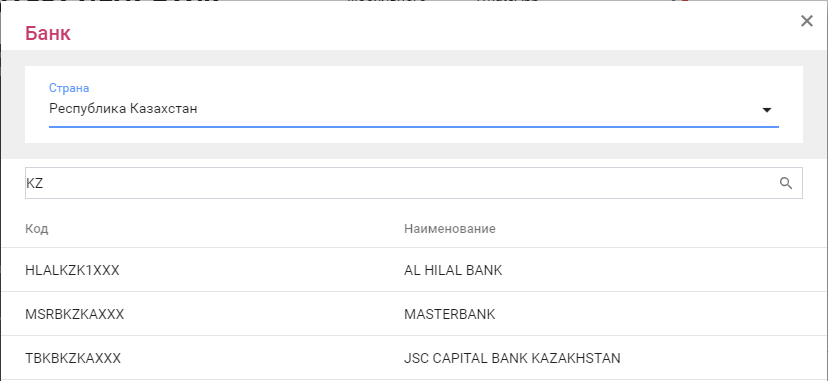 Банк
Страна
Республика Казахстан
KZ
Код Наименование
HLALKZK1XXX AL HILAL BANK
MSRBKZKAXXX MASTERBANK
TBKBKZKAXXX JSC CAPITAL BANK KAZAKHSTAN